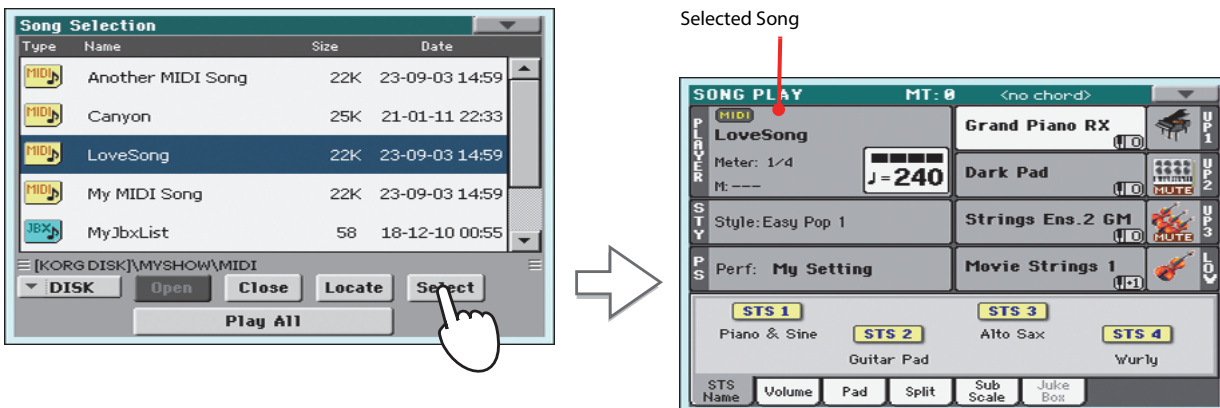 Song Selection
Type Name Size Date
MIDI Another MIDI Song 22K 23-09-03 14:59
MIDI Canyon 25K 21-01-11 22:33
MIDI LoveSong 22K 23-09-03 14:59
MIDI My MIDI Song 22K 23-09-03 14:59
JBX MyJbxList 58 18-12-10 00:55
[KORG DISK]\MYSHOW\MIDI
DISK Open Close Locate Select
Play All
Selected Song
SONG PLAY MT: 0 <no chord>
PLAYER
MIDI
LoveSong
Meter: 1/4
M: ---
♩=240
Grand Piano RX 0 UP1
Dark Pad 0 MUTE UP2
STY
Style: Easy Pop 1
Strings Ens.2 GM 0 MUTE UP3
PS
Perf: My Setting
Movie Strings 1 +1 LOW
STS 1 STS 3
Piano & Sine STS 2 Alto Sax STS 4
Guitar Pad Wurly
STS Name Volume Pad Split Sub Scale Juke Box